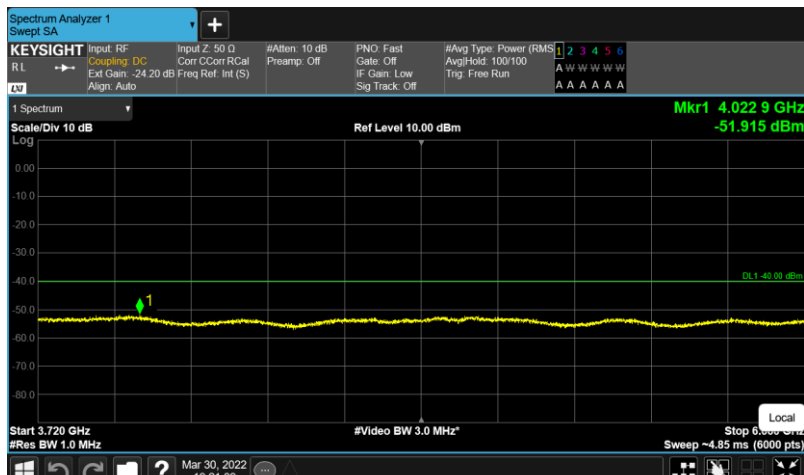 Spectrum Analyzer 1
Swept SA
KEYSIGHT
RL
LXI
Input: RF
Coupling: DC
Ext Gain: -24.20 dB
Align: Auto
Input Z: 50 Ω
Corr CCorr RCal
Freq Ref: Int (S)
#Atten: 10 dB
Preamp: Off
PNO: Fast
Gate: Off
IF Gain: Low
Sig Track: Off
#Avg Type: Power (RMS
Avg|Hold: 100/100
Trig: Free Run
1 2 3 4 5 6
A W W W W W
A A A A A A
1 Spectrum
Scale/Div 10 dB
Log
Ref Level 10.00 dBm
Mkr1 4.022 9 GHz
-51.915 dBm
0.00
-10.0
-20.0
-30.0
-40.0
DL1 -40.00 dBm
1
-50.0
-60.0
-70.0
-80.0
Local
Start 3.720 GHz
#Res BW 1.0 MHz
#Video BW 3.0 MHz*
Stop 6.
Sweep ~4.85 ms (6000 pts)
Mar 30, 2022